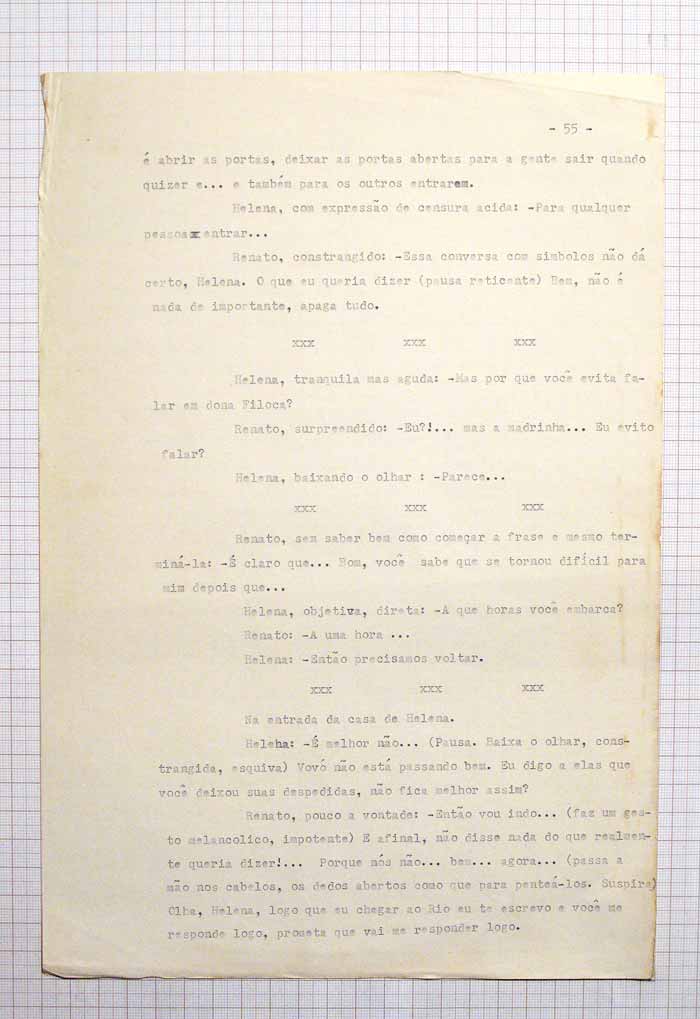 - 55 -
é abrir as portas, deixar as portas abertas para a gente sair quando
quizer e... e também para os outros entrarem.
Helena, com expressão de censura acida: -Para qualquer
pessoa entrar...
Renato, constrangido: -Essa conversa com simbolos não dá
certo, Helena. O que eu queria dizer (pausa reticente) Bem, não é
nada de importante, apaga tudo.
xxx xxx xxx
Helena, tranquila mas aguda: -Mas por que você evita fa-
lar em dona Filoca?
Renato, surpreendido: -Eu?!... mas a madrinha... Eu evito
falar?
Helena, baixando o olhar : -Parece...
xxx xxx xxx
Renato, sem saber bem como começar a frase e mesmo ter-
miná-la: -É claro que... Bom, você sabe que se tornou difícil para
mim depois que...
Helena, objetiva, direta: -A que horas você embarca?
Renato: -A uma hora ...
Helena: -Então precisamos voltar.
xxx xxx xxx
Na entrada da casa de Helena.
Helena: -É melhor não... (Pausa. Baixa o olhar, cons-
trangida, esquiva) Vovó não está passando bem. Eu digo a elas que
você deixou suas despedidas, não fica melhor assim?
Renato, pouco a vontade: -Então vou indo... (faz um ges-
to melancolico, impotente) E afinal, não disse nada do que realmen-
te queria dizer!... Porque nós não... bem... agora... (passa a
mão nos cabelos, os dedos abertos como que para penteá-los. Suspira)
Olha, Helena, logo que eu chegar ao Rio eu te escrevo e você me
responde logo, prometa que vai me responder logo.